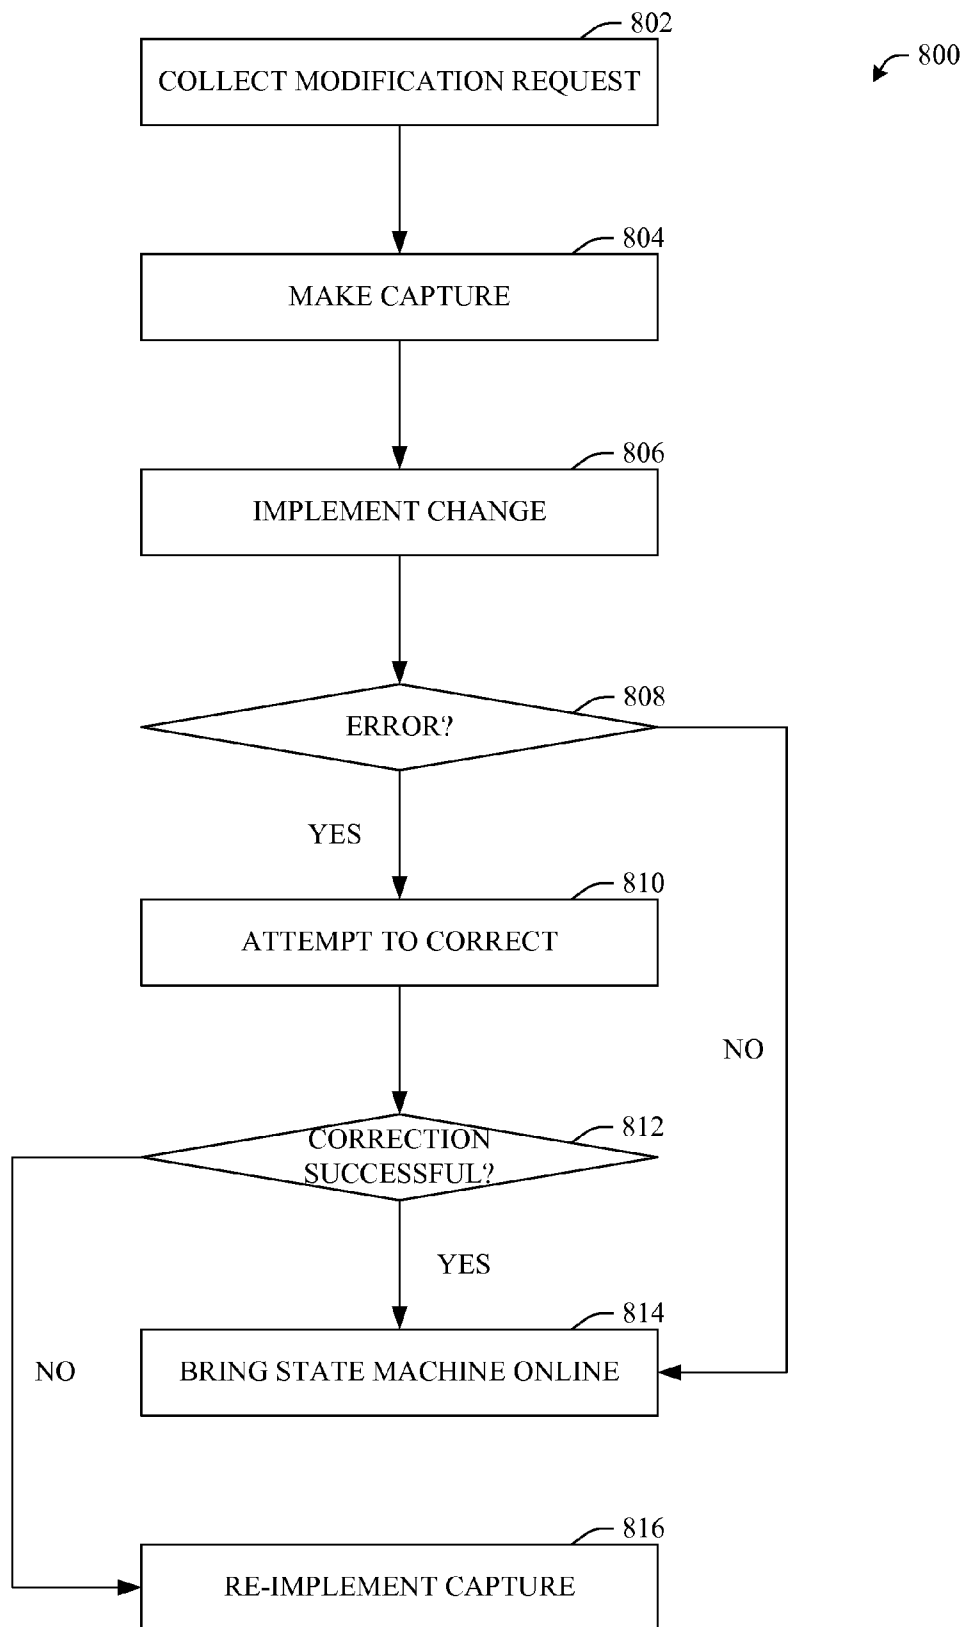 802
800
COLLECT MODIFICATION REQUEST
804
MAKE CAPTURE
806
IMPLEMENT CHANGE
808
ERROR?
YES
810
ATTEMPT TO CORRECT
NO
812
CORRECTION
SUCCESSFUL?
YES
814
NO
BRING STATE MACHINE ONLINE
816
RE-IMPLEMENT CAPTURE